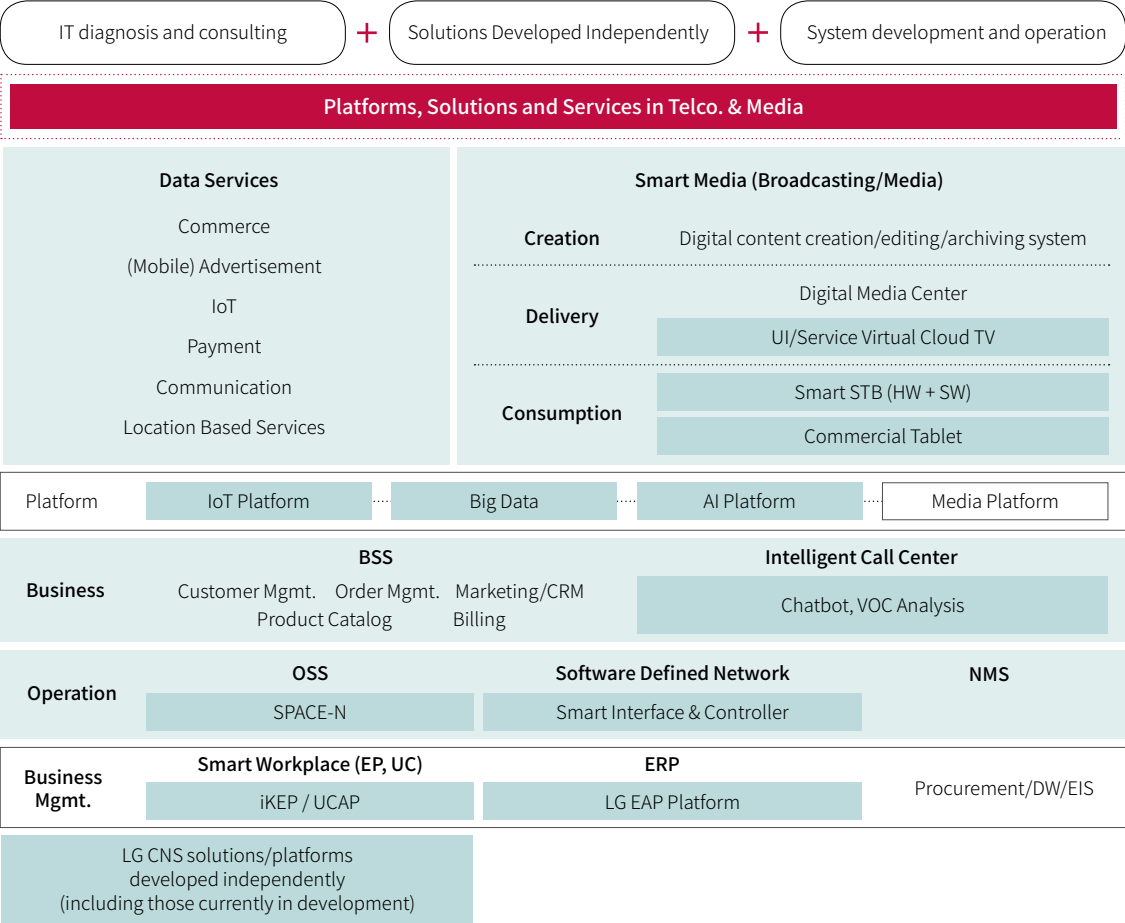 IT diagnosis and consulting + Solutions Developed Independently + System development and operation
Platforms, Solutions and Services in Telco. & Media
Data Services
Commerce
(Mobile) Advertisement
IoT
Payment
Communication
Location Based Services
Smart Media (Broadcasting/Media)
Creation
Digital content creation/editing/archiving system
Delivery
Digital Media Center
UI/Service Virtual Cloud TV
Consumption
Smart STB (HW + SW)
Commercial Tablet
Platform
IoT Platform
Big Data
AI Platform
Media Platform
Business
BSS
Customer Mgmt. Order Mgmt. Marketing/CRM
Product Catalog Billing
Intelligent Call Center
Chatbot, VOC Analysis
Operation
OSS
SPACE-N
Software Defined Network
Smart Interface & Controller
NMS
Business
Mgmt.
Smart Workplace (EP, UC)
iKEP / UCAP
ERP
LG EAP Platform
Procurement/DW/EIS
LG CNS solutions/platforms
developed independently
(including those currently in development)